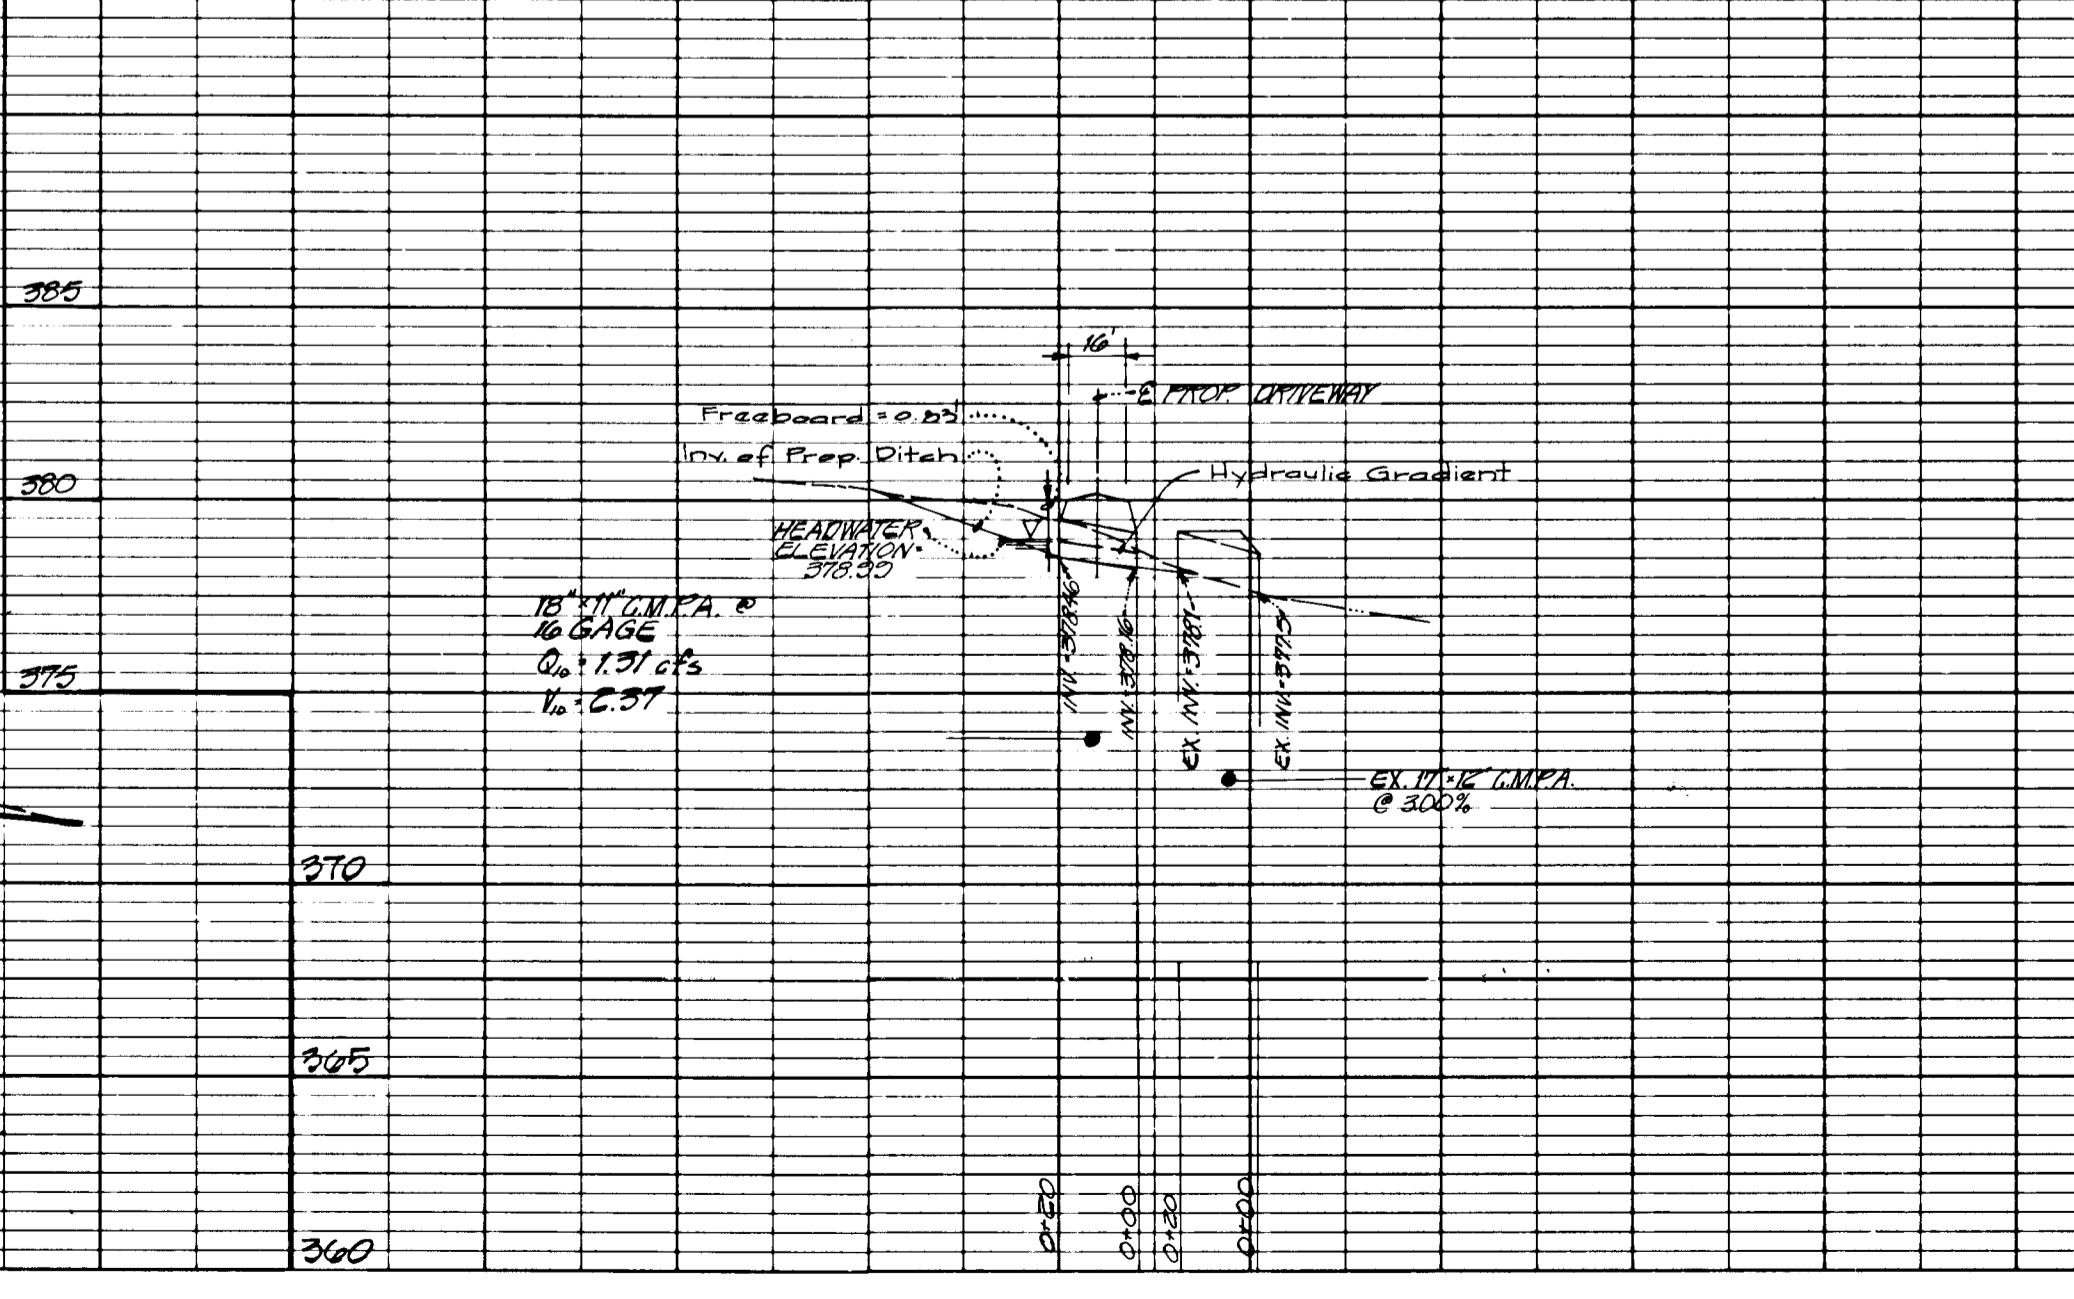 385
16'
℄ PROP. DRIVEWAY
Freeboard = 0.83'
Inv. of Prop. Ditch
Hydraulic Gradient
380
HEADWATER
ELEVATION =
378.99
18" × 11" C.M.P.A. @
16 GAGE
Q10 = 1.31 cfs
V10 = 2.37
375
INV. = 378.46
INV. = 378.16
EX. INV. = 378.1
EX. INV. = 377.5
EX. 17" × 12" C.M.P.A.
@ 3.00%
370
365
360
0+20
0+00
0+20
0+00